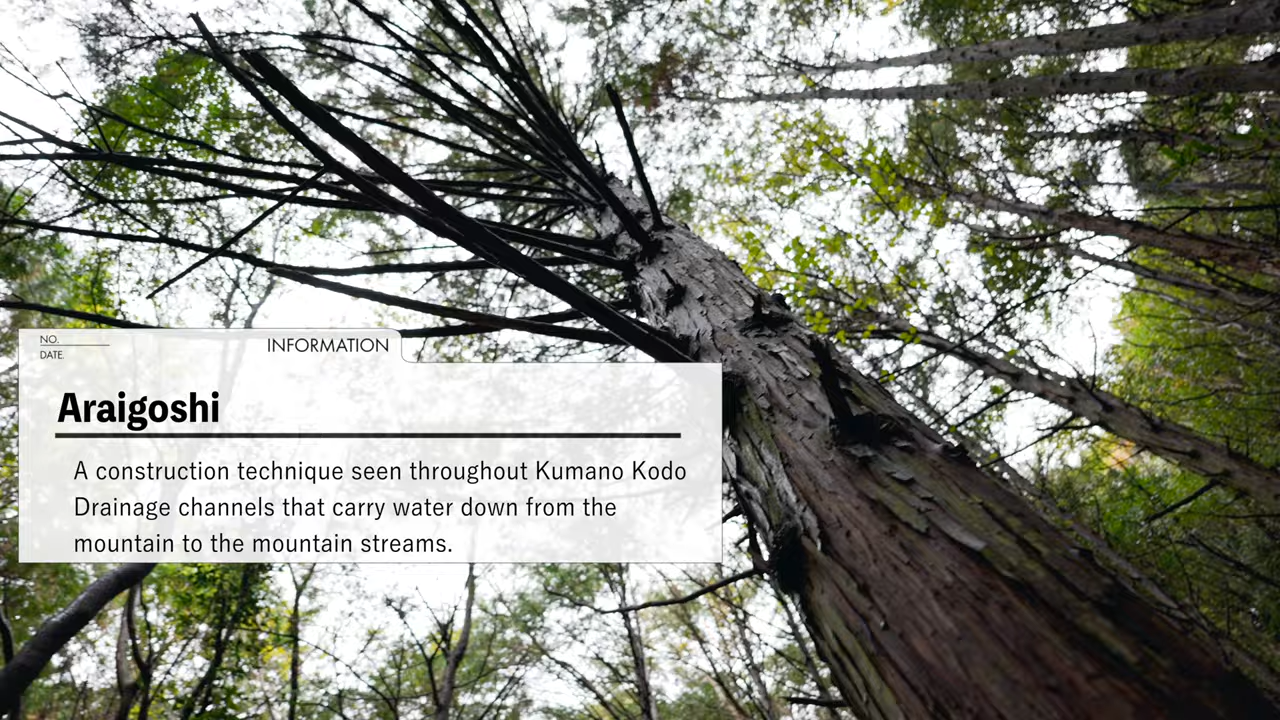 NO.
DATE.
INFORMATION
Araigoshi
A construction technique seen throughout Kumano Kodo
Drainage channels that carry water down from the
mountain to the mountain streams.